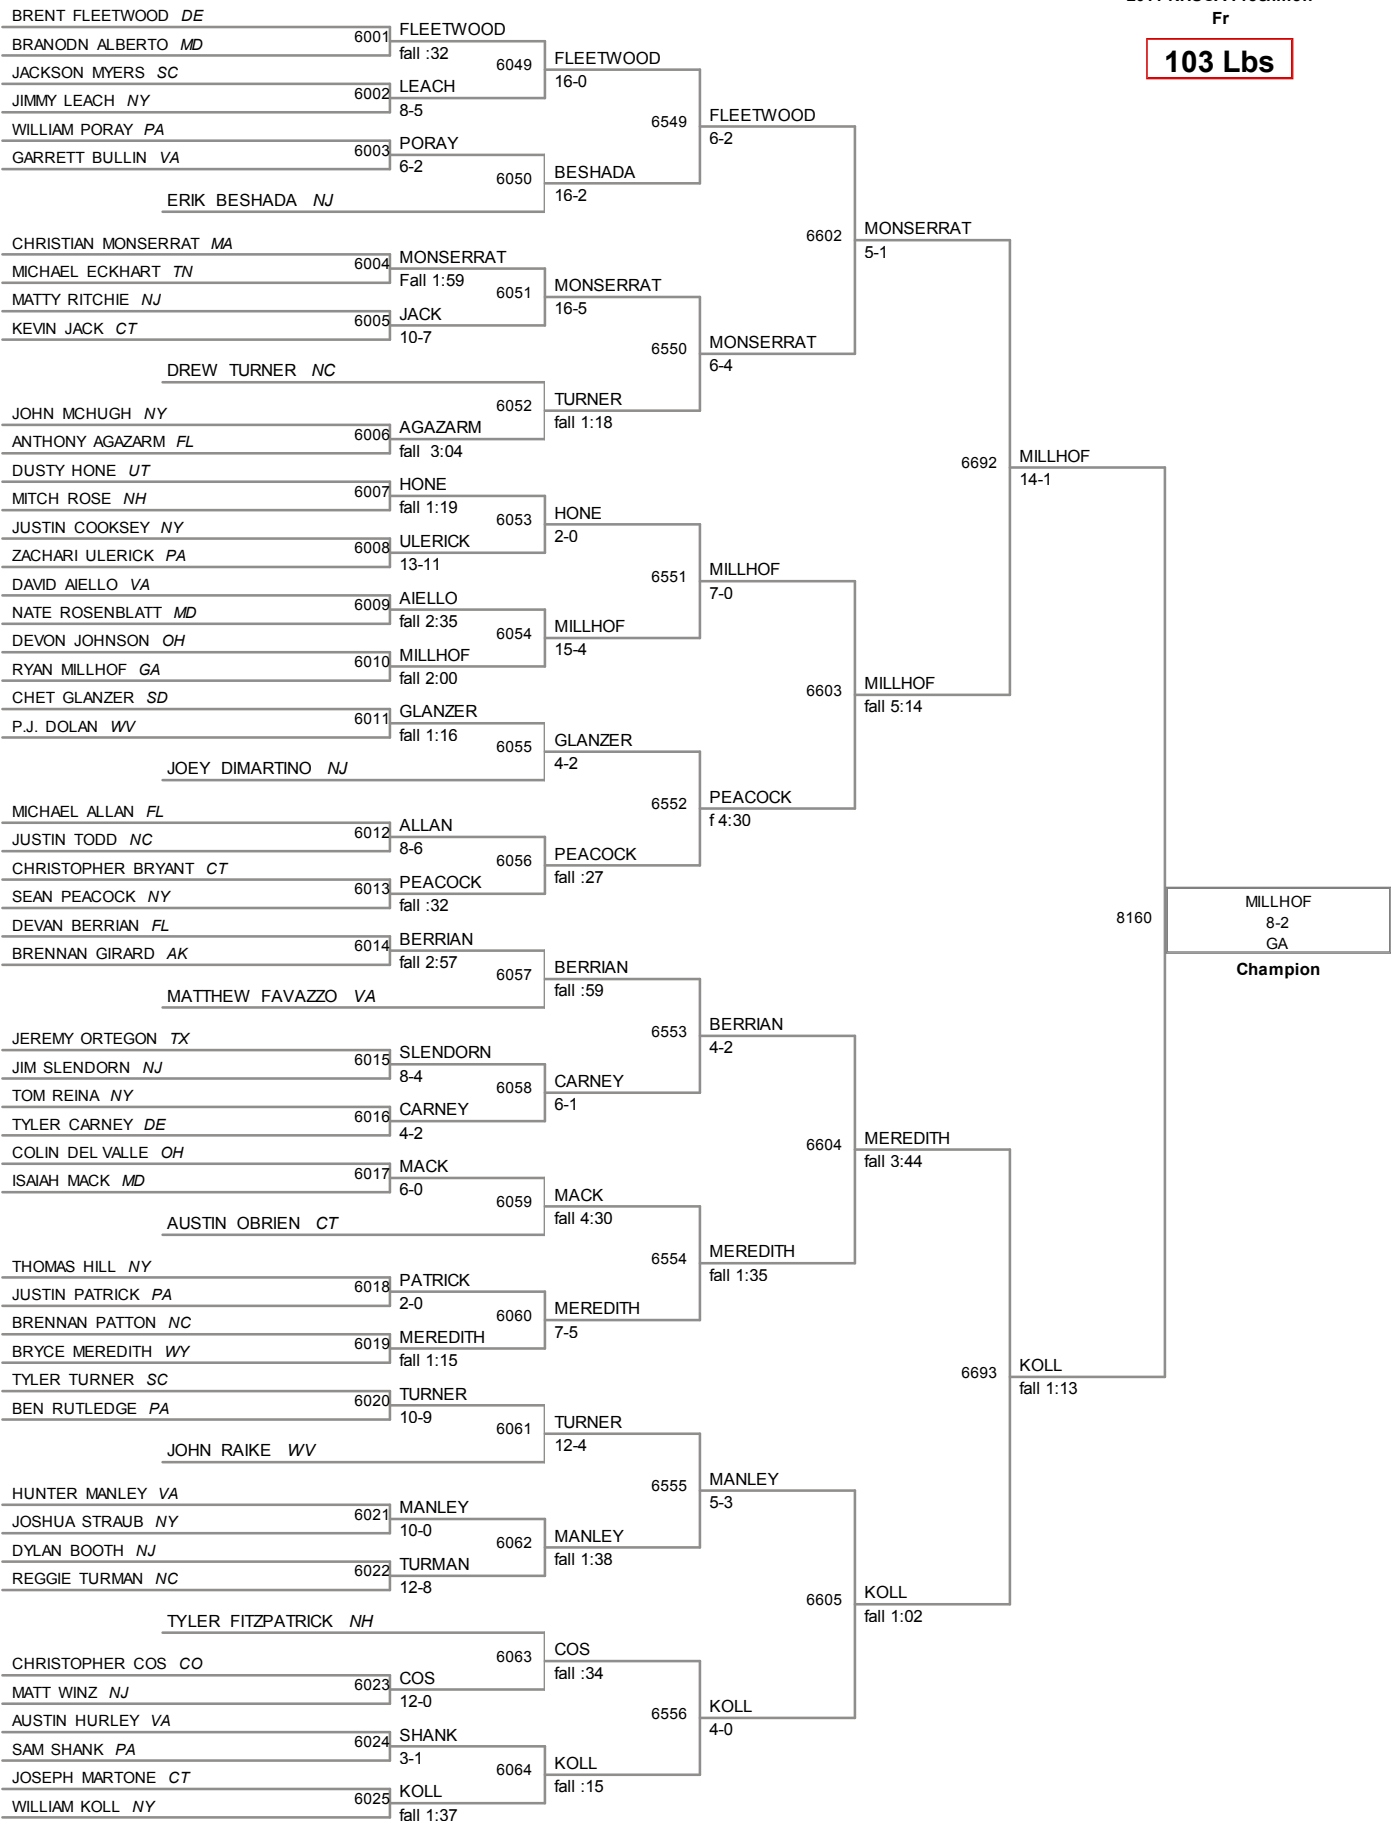 Fr
103 Lbs
BRENT FLEETWOOD DE
BRANODN ALBERTO MD
JACKSON MYERS SC
JIMMY LEACH NY
WILLIAM PORAY PA
GARRETT BULLIN VA
ERIK BESHADA NJ
CHRISTIAN MONSERRAT MA
MICHAEL ECKHART TN
MATTY RITCHIE NJ
KEVIN JACK CT
DREW TURNER NC
JOHN MCHUGH NY
ANTHONY AGAZARM FL
DUSTY HONE UT
MITCH ROSE NH
JUSTIN COOKSEY NY
ZACHARI ULERICK PA
DAVID AIELLO VA
NATE ROSENBLATT MD
DEVON JOHNSON OH
RYAN MILLHOF GA
CHET GLANZER SD
P.J. DOLAN WV
JOEY DIMARTINO NJ
MICHAEL ALLAN FL
JUSTIN TODD NC
CHRISTOPHER BRYANT CT
SEAN PEACOCK NY
DEVAN BERRIAN FL
BRENNAN GIRARD AK
MATTHEW FAVAZZO VA
JEREMY ORTEGON TX
JIM SLENDORN NJ
TOM REINA NY
TYLER CARNEY DE
COLIN DEL VALLE OH
ISAIAH MACK MD
AUSTIN OBRIEN CT
THOMAS HILL NY
JUSTIN PATRICK PA
BRENNAN PATTON NC
BRYCE MEREDITH WY
TYLER TURNER SC
BEN RUTLEDGE PA
JOHN RAIKE WV
HUNTER MANLEY VA
JOSHUA STRAUB NY
DYLAN BOOTH NJ
REGGIE TURMAN NC
TYLER FITZPATRICK NH
CHRISTOPHER COS CO
MATT WINZ NJ
AUSTIN HURLEY VA
SAM SHANK PA
JOSEPH MARTONE CT
WILLIAM KOLL NY
6001 FLEETWOOD
fall :32
6002 LEACH
8-5
6003 PORAY
6-2
6004 MONSERRAT
Fall 1:59
6005 JACK
10-7
6006 AGAZARM
fall 3:04
6007 HONE
fall 1:19
6008 ULERICK
13-11
6009 AIELLO
fall 2:35
6010 MILLHOF
fall 2:00
6011 GLANZER
fall 1:16
6012 ALLAN
8-6
6013 PEACOCK
fall :32
6014 BERRIAN
fall 2:57
6015 SLENDORN
8-4
6016 CARNEY
4-2
6017 MACK
6-0
6018 PATRICK
2-0
6019 MEREDITH
fall 1:15
6020 TURNER
10-9
6021 MANLEY
10-0
6022 TURMAN
12-8
6023 COS
12-0
6024 SHANK
3-1
6025 KOLL
fall 1:37
6049 FLEETWOOD
16-0
6050 BESHADA
16-2
6051 MONSERRAT
16-5
6052 TURNER
fall 1:18
6053 HONE
2-0
6054 MILLHOF
15-4
6055 GLANZER
4-2
6056 PEACOCK
fall :27
6057 BERRIAN
fall :59
6058 CARNEY
6-1
6059 MACK
fall 4:30
6060 MEREDITH
7-5
6061 TURNER
12-4
6062 MANLEY
fall 1:38
6063 COS
fall :34
6064 KOLL
fall :15
6549 FLEETWOOD
6-2
6550 MONSERRAT
6-4
6551 MILLHOF
7-0
6552 PEACOCK
f 4:30
6553 BERRIAN
4-2
6554 MEREDITH
fall 1:35
6555 MANLEY
5-3
6556 KOLL
4-0
6602 MONSERRAT
5-1
6603 MILLHOF
fall 5:14
6604 MEREDITH
fall 3:44
6605 KOLL
fall 1:02
6692 MILLHOF
14-1
6693 KOLL
fall 1:13
8160 MILLHOF
8-2
GA
Champion